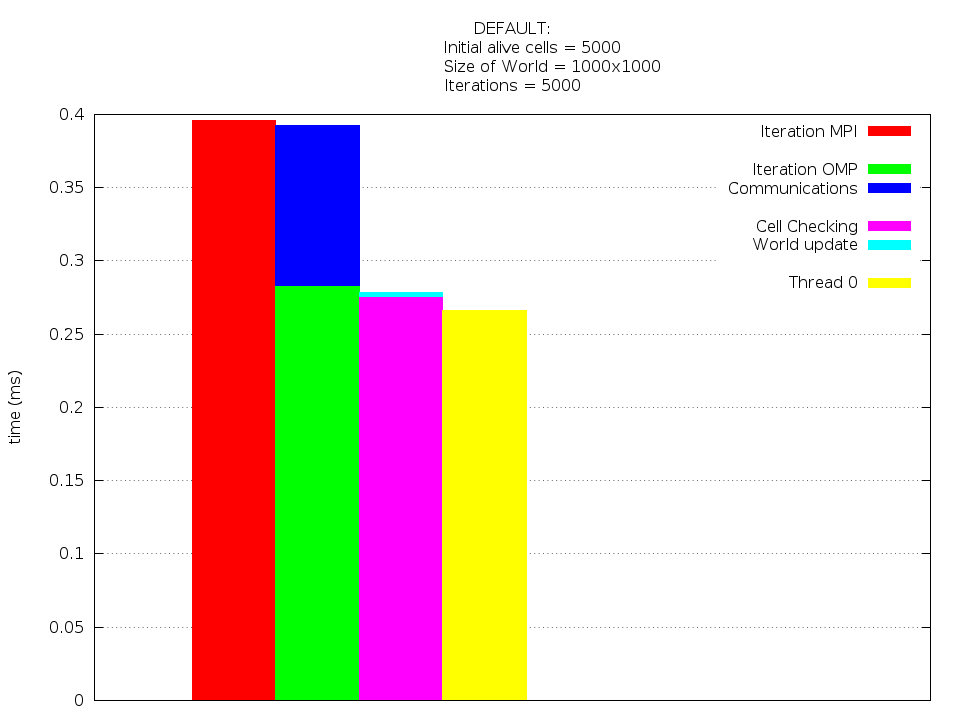 DEFAULT:
Initial alive cells = 5000
Size of World = 1000x1000
Iterations = 5000
0.4
0.35
0.3
0.25
0.2
0.15
0.1
0.05
0
time (ms)
Iteration MPI
Iteration OMP
Communications
Cell Checking
World update
Thread 0